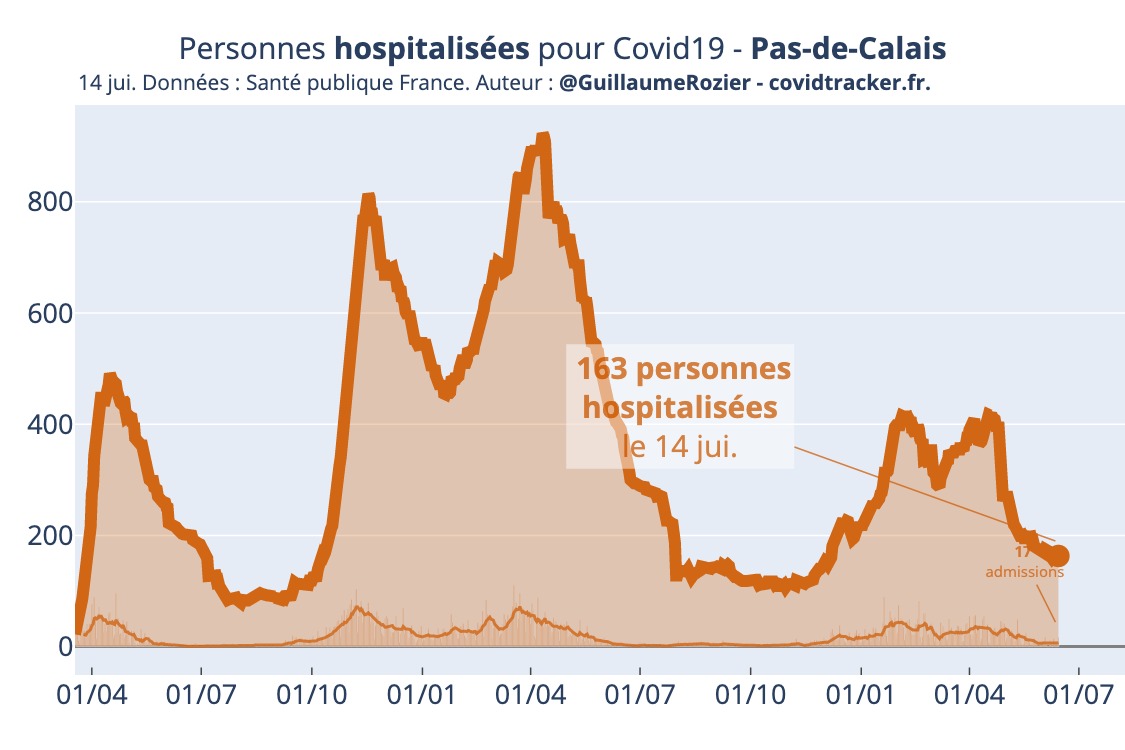 Personnes hospitalisées pour Covid19 - Pas-de-Calais
14 jui. Données : Santé publique France. Auteur : @GuillaumeRozier - covidtracker.fr.
800
600
400
200
0
163 personnes
hospitalisées
le 14 jui.
17
admissions
01/04 01/07 01/10 01/01 01/04 01/07 01/10 01/01 01/04 01/07